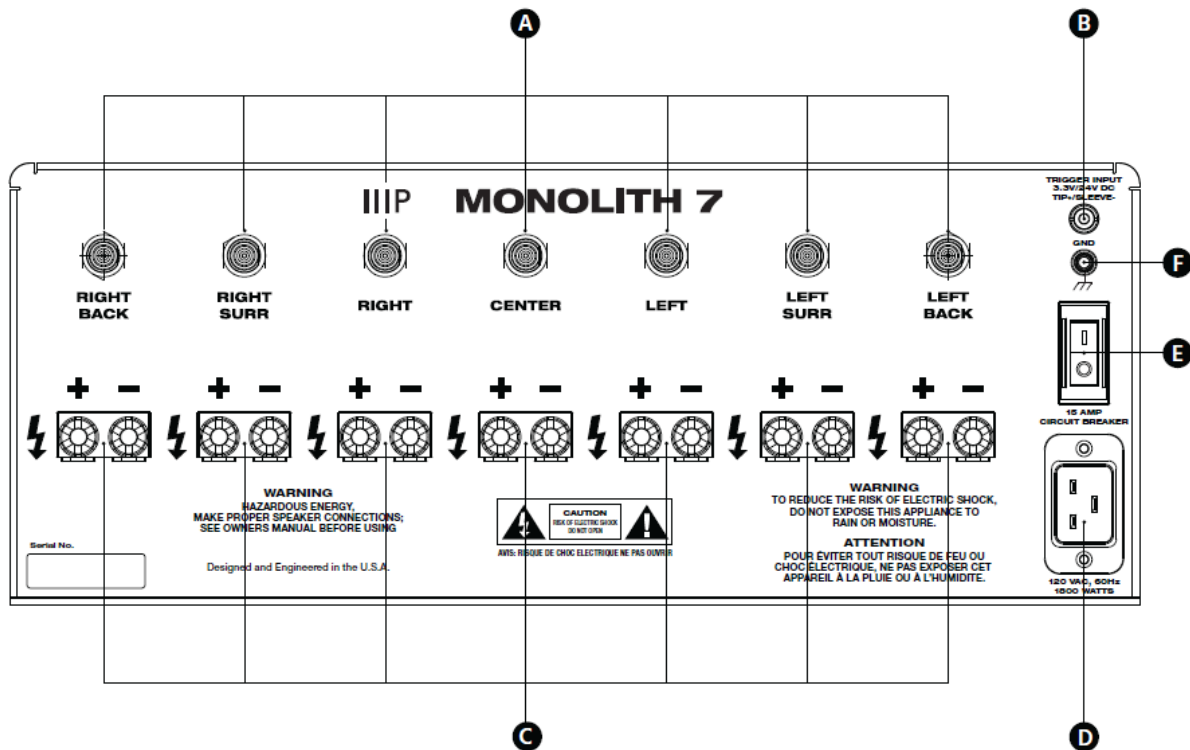 A
B
TRIGGER INPUT
3.3V/24V DC
TIP+/SLEEVE-
IIIP MONOLITH 7
GND
F
RIGHT
BACK
RIGHT
SURR
RIGHT
CENTER
LEFT
LEFT
SURR
LEFT
BACK
I
O
E
15 AMP
CIRCUIT BREAKER
+ − + − + − + − + − + − + −
WARNING
HAZARDOUS ENERGY,
MAKE PROPER SPEAKER CONNECTIONS;
SEE OWNERS MANUAL BEFORE USING
CAUTION
RISK OF ELECTRIC SHOCK
DO NOT OPEN
!
AVIS: RISQUE DE CHOC ELECTRIQUE NE PAS OUVRIR
WARNING
TO REDUCE THE RISK OF ELECTRIC SHOCK,
DO NOT EXPOSE THIS APPLIANCE TO
RAIN OR MOISTURE.
ATTENTION
POUR ÉVITER TOUT RISQUE DE FEU OU
CHOC ÉLECTRIQUE, NE PAS EXPOSER CET
APPAREIL À LA PLUIE OU À L'HUMIDITE.
Serial No.
Designed and Engineered in the U.S.A.
120 VAC, 60Hz
1800 WATTS
C
D